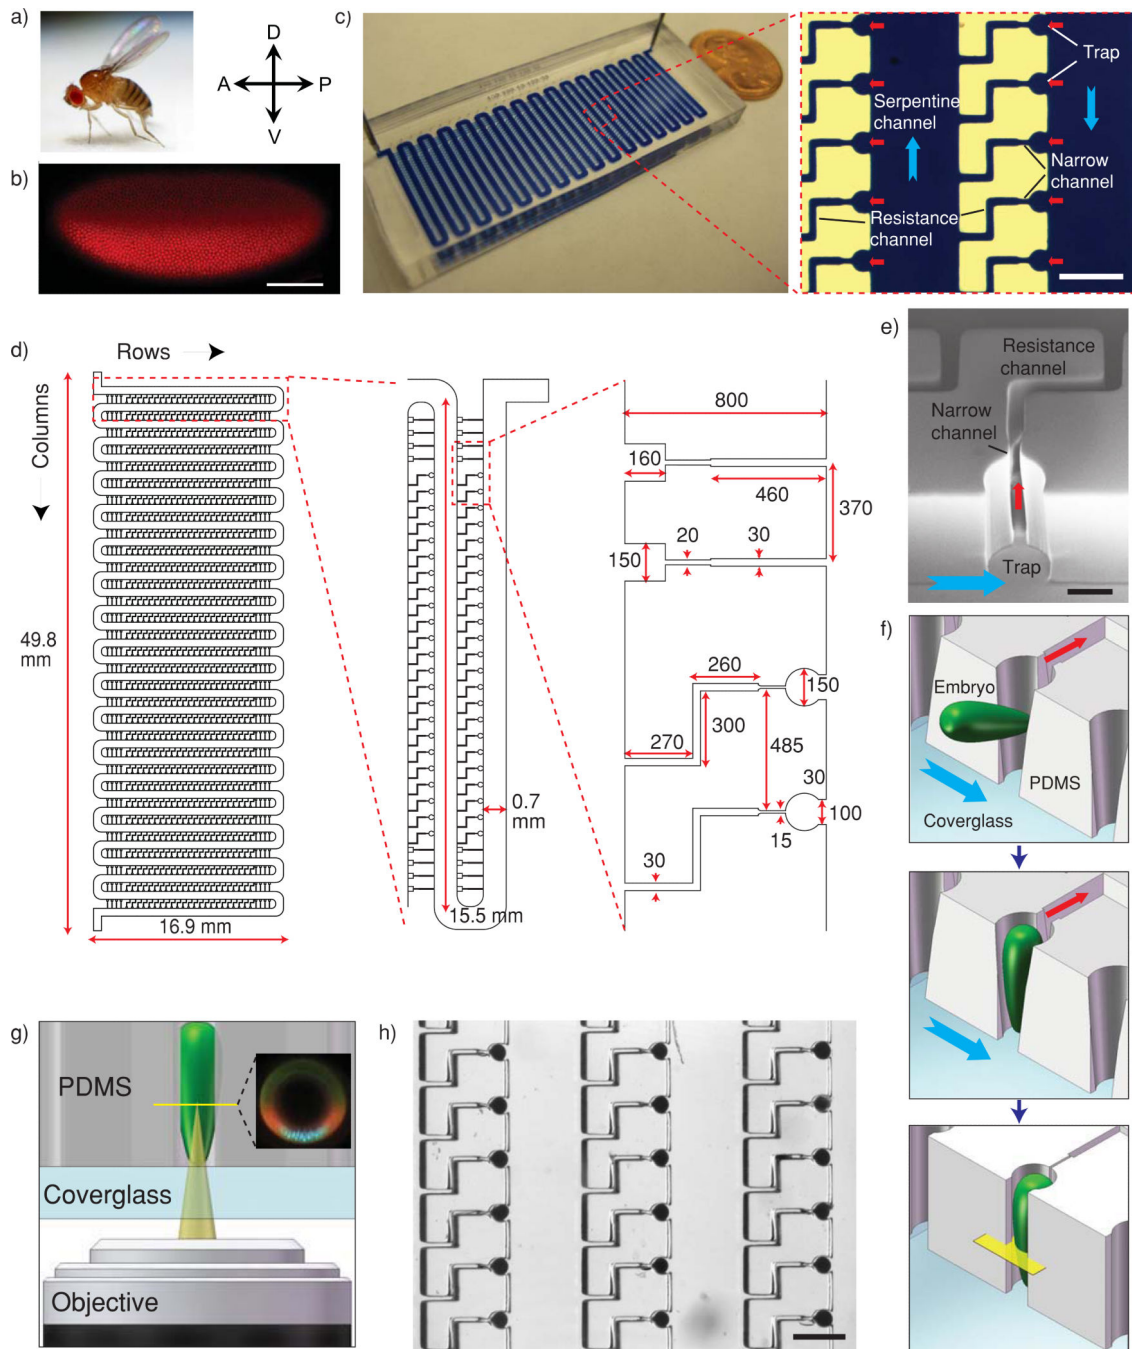 a)
D
A
P
V
b)
c)
Trap
Serpentine
channel
Narrow
channel
Resistance
channel
d)
Rows
Columns
49.8
mm
16.9 mm
0.7
mm
15.5 mm
800
160
460
370
20
30
150
260
150
300
270
485
30
100
15
30
e)
Resistance
channel
Narrow
channel
Trap
f)
Embryo
PDMS
Coverglass
g)
PDMS
Coverglass
Objective
h)